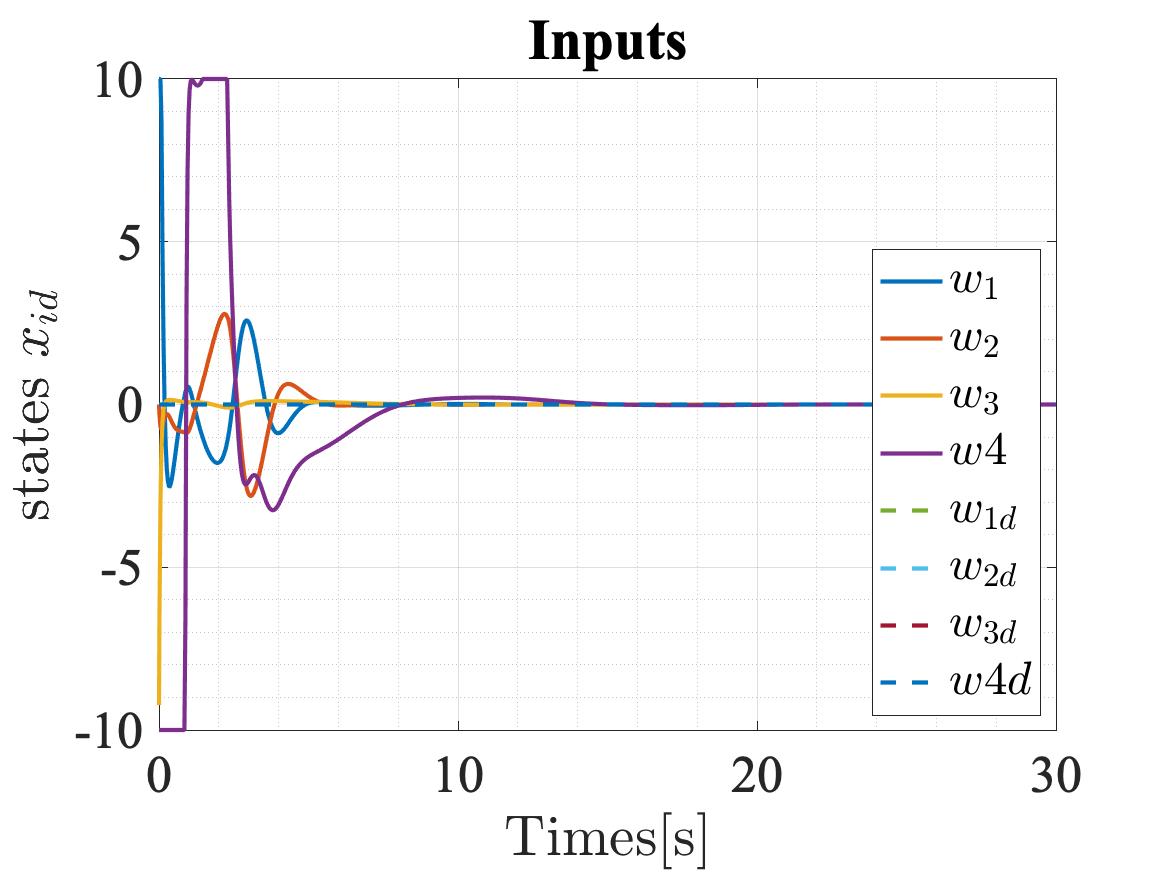 Inputs
10
5
0
-5
-10
states x_{id}
0
10
20
30
Times[s]
w_1
w_2
w_3
w4
w_{1d}
w_{2d}
w_{3d}
w4d